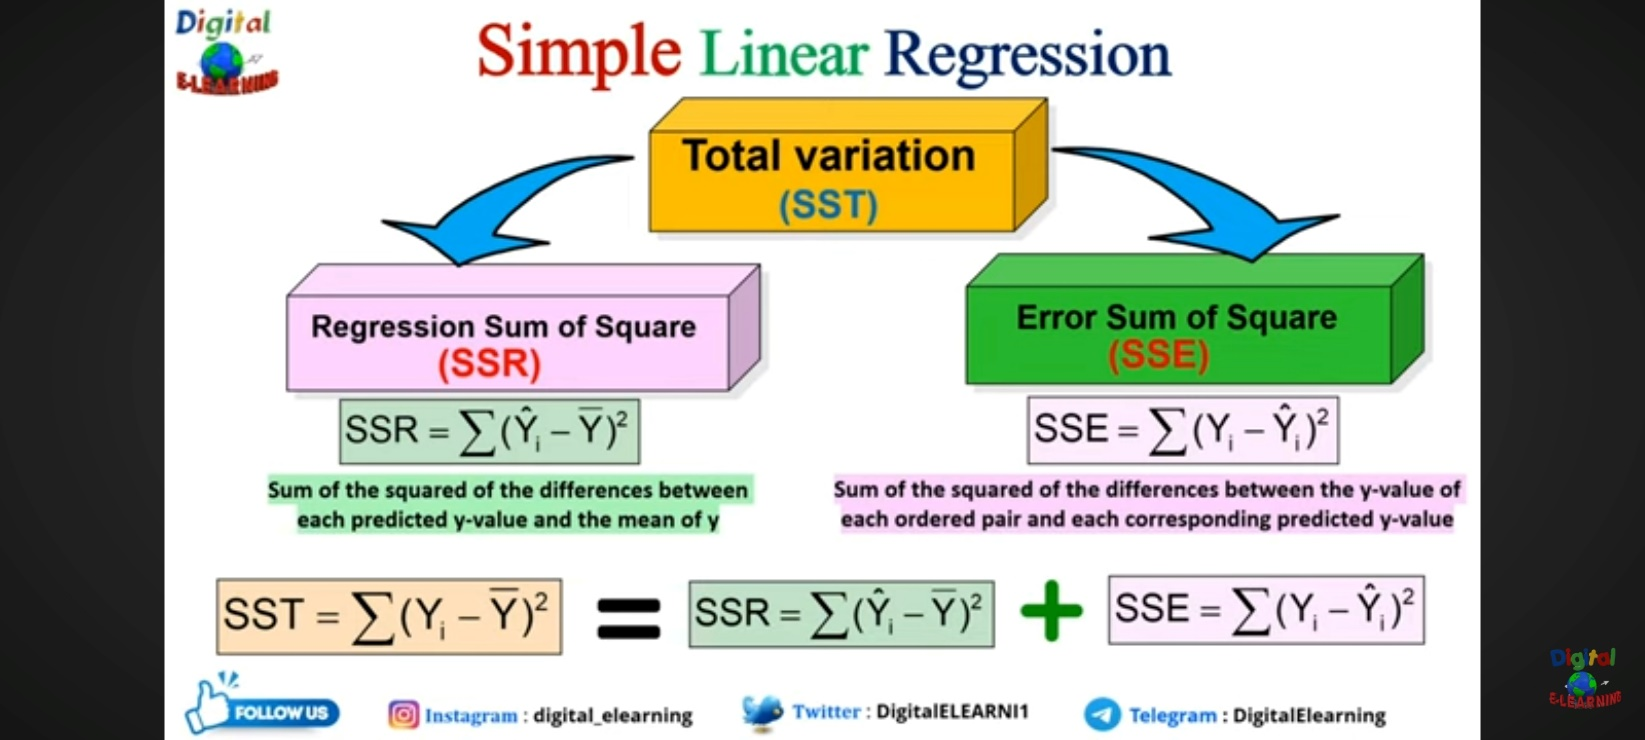 Digital
E-LEARNING
Simple Linear Regression
Total variation
(SST)
Regression Sum of Square
(SSR)
Error Sum of Square
(SSE)
SSR = ∑(Ŷᵢ − Y̅)²
SSE = ∑(Yᵢ − Ŷᵢ)²
Sum of the squared of the differences between
each predicted y-value and the mean of y
Sum of the squared of the differences between the y-value of
each ordered pair and each corresponding predicted y-value
SST = ∑(Yᵢ − Y̅)² = SSR = ∑(Ŷᵢ − Y̅)² + SSE = ∑(Yᵢ − Ŷᵢ)²
FOLLOW US
Instagram : digital_elearning
Twitter : DigitalELEARNI1
Telegram : DigitalElearning
Digital
E-LEARNING